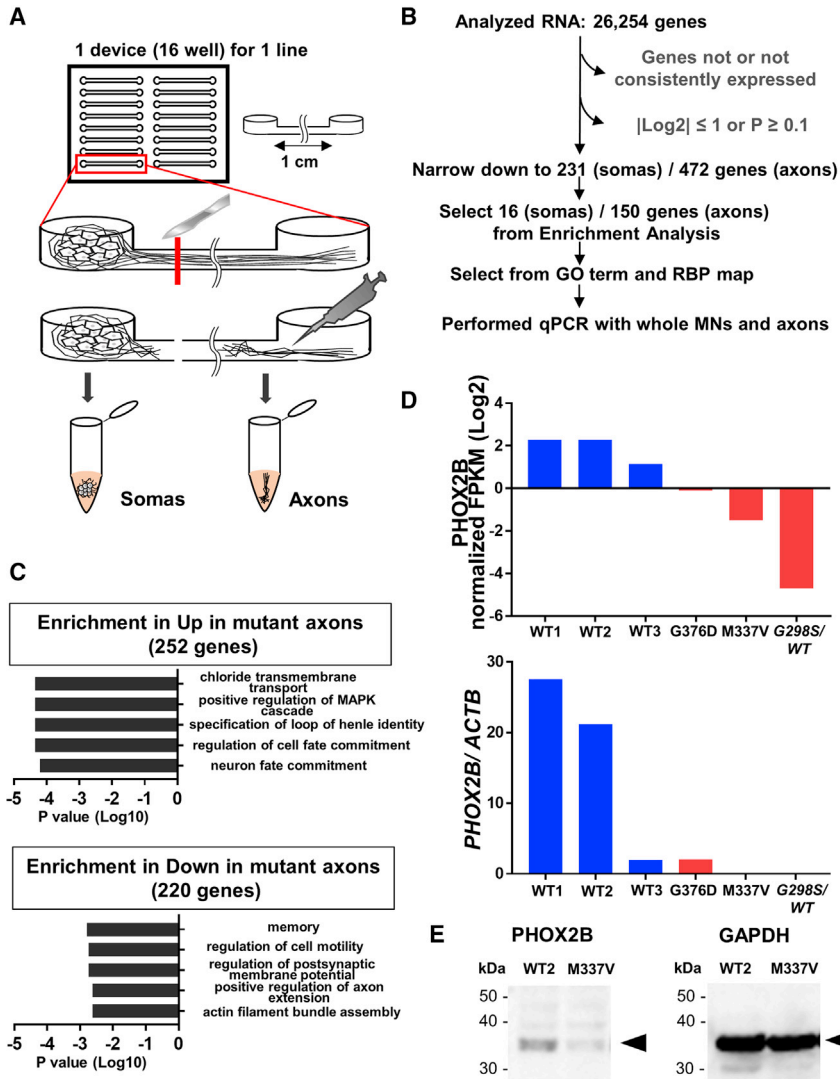 A
1 device (16 well) for 1 line
1 cm
Somas
Axons
B
Analyzed RNA: 26,254 genes
Genes not or not
consistently expressed
|Log2| ≤ 1 or P ≥ 0.1
Narrow down to 231 (somas) / 472 genes (axons)
Select 16 (somas) / 150 genes (axons)
from Enrichment Analysis
Select from GO term and RBP map
Performed qPCR with whole MNs and axons
C
Enrichment in Up in mutant axons
(252 genes)
chloride transmembrane
transport
positive regulation of MAPK
cascade
specification of loop of henle identity
regulation of cell fate commitment
neuron fate commitment
-5 -4 -3 -2 -1 0
P value (Log10)
Enrichment in Down in mutant axons
(220 genes)
memory
regulation of cell motility
regulation of postsynaptic
membrane potential
positive regulation of axon
extension
actin filament bundle assembly
-5 -4 -3 -2 -1 0
P value (Log10)
D
PHOX2B
normalized FPKM (Log2)
4
2
0
-2
-4
-6
WT1 WT2 WT3 G376D M337V G298S/
WT
PHOX2B/ ACTB
30
20
10
0
WT1 WT2 WT3 G376D M337V G298S/
WT
E
PHOX2B
kDa WT2 M337V
50 -
40 -
30 -
GAPDH
kDa WT2 M337V
50 -
40 -
30 -